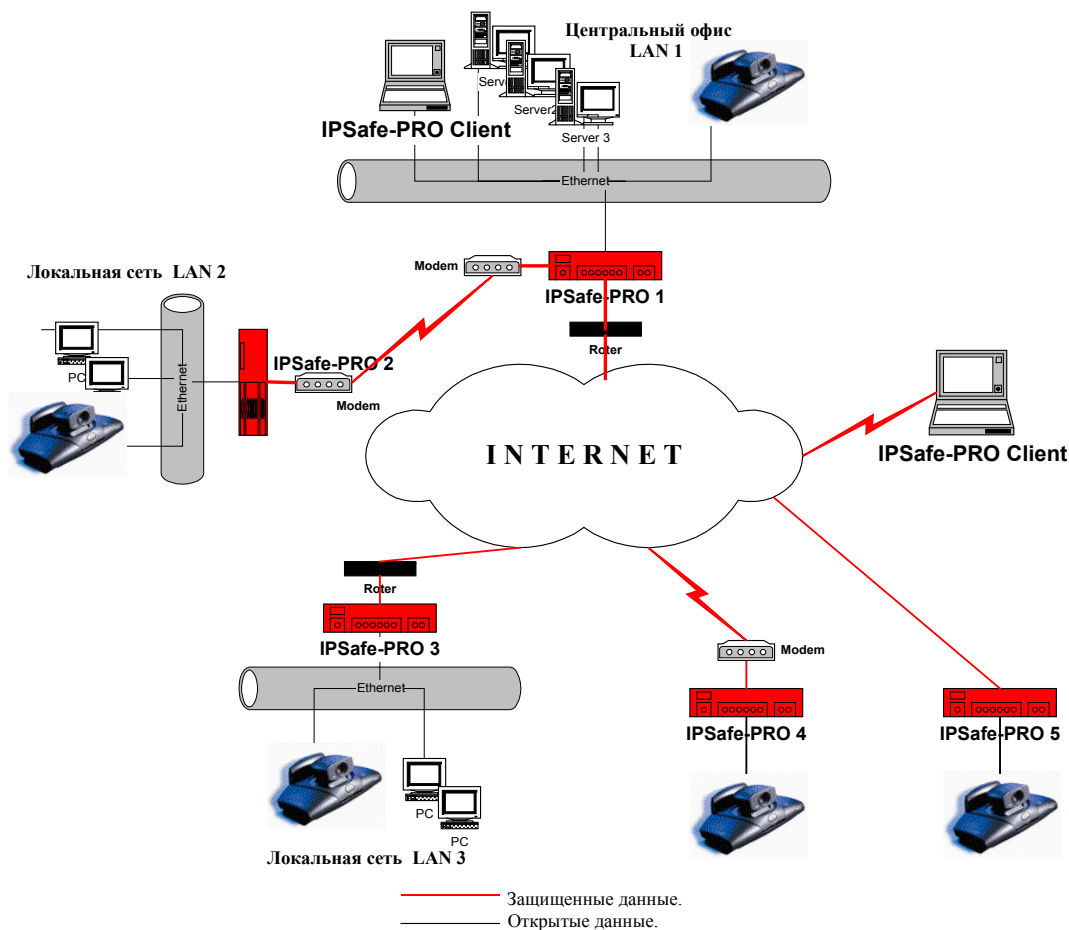 Центральный офис
LAN 1
Serv
Server2
Server 3
IPSafe-PRO Client
Ethernet
Modem
IPSafe-PRO 1
Roter
Локальная сеть LAN 2
PC
Ethernet
IPSafe-PRO 2
Modem
INTERNET
IPSafe-PRO Client
Roter
IPSafe-PRO 3
Ethernet
PC
PC
Локальная сеть LAN 3
Modem
IPSafe-PRO 4
IPSafe-PRO 5
Защищенные данные.
Открытые данные.